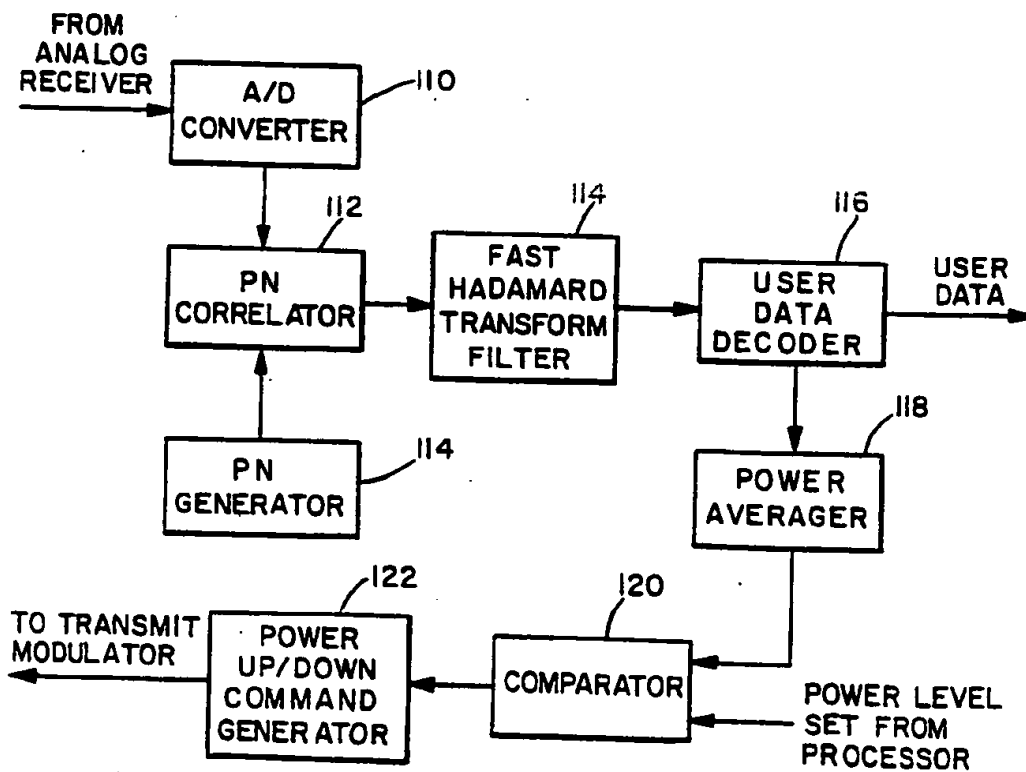 FROM
ANALOG
RECEIVER
A/D
CONVERTER
110
112
PN
CORRELATOR
114
FAST
HADAMARD
TRANSFORM
FILTER
116
USER
DATA
DECODER
USER
DATA
PN
GENERATOR
114
118
POWER
AVERAGER
TO TRANSMIT
MODULATOR
122
POWER
UP/DOWN
COMMAND
GENERATOR
120
COMPARATOR
POWER LEVEL
SET FROM
PROCESSOR